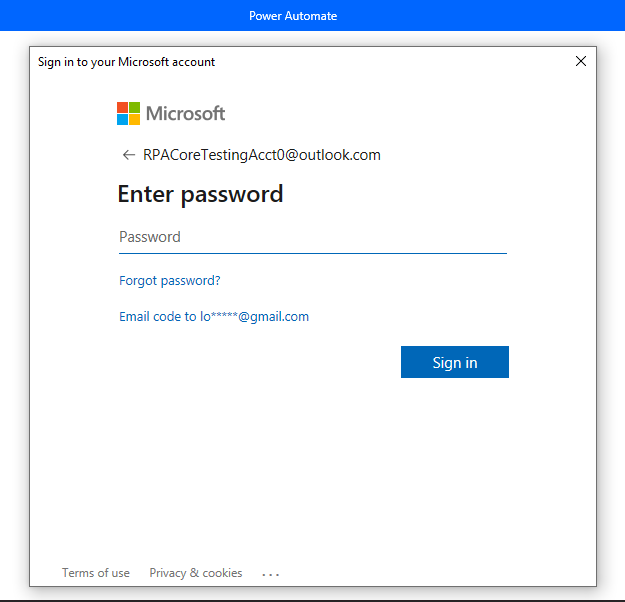 Power Automate
Sign in to your Microsoft account
Microsoft
RPACoreTestingAcct0@outlook.com
Enter password
Password
Forgot password?
Email code to lo*****@gmail.com
Sign in
Terms of use Privacy & cookies ...